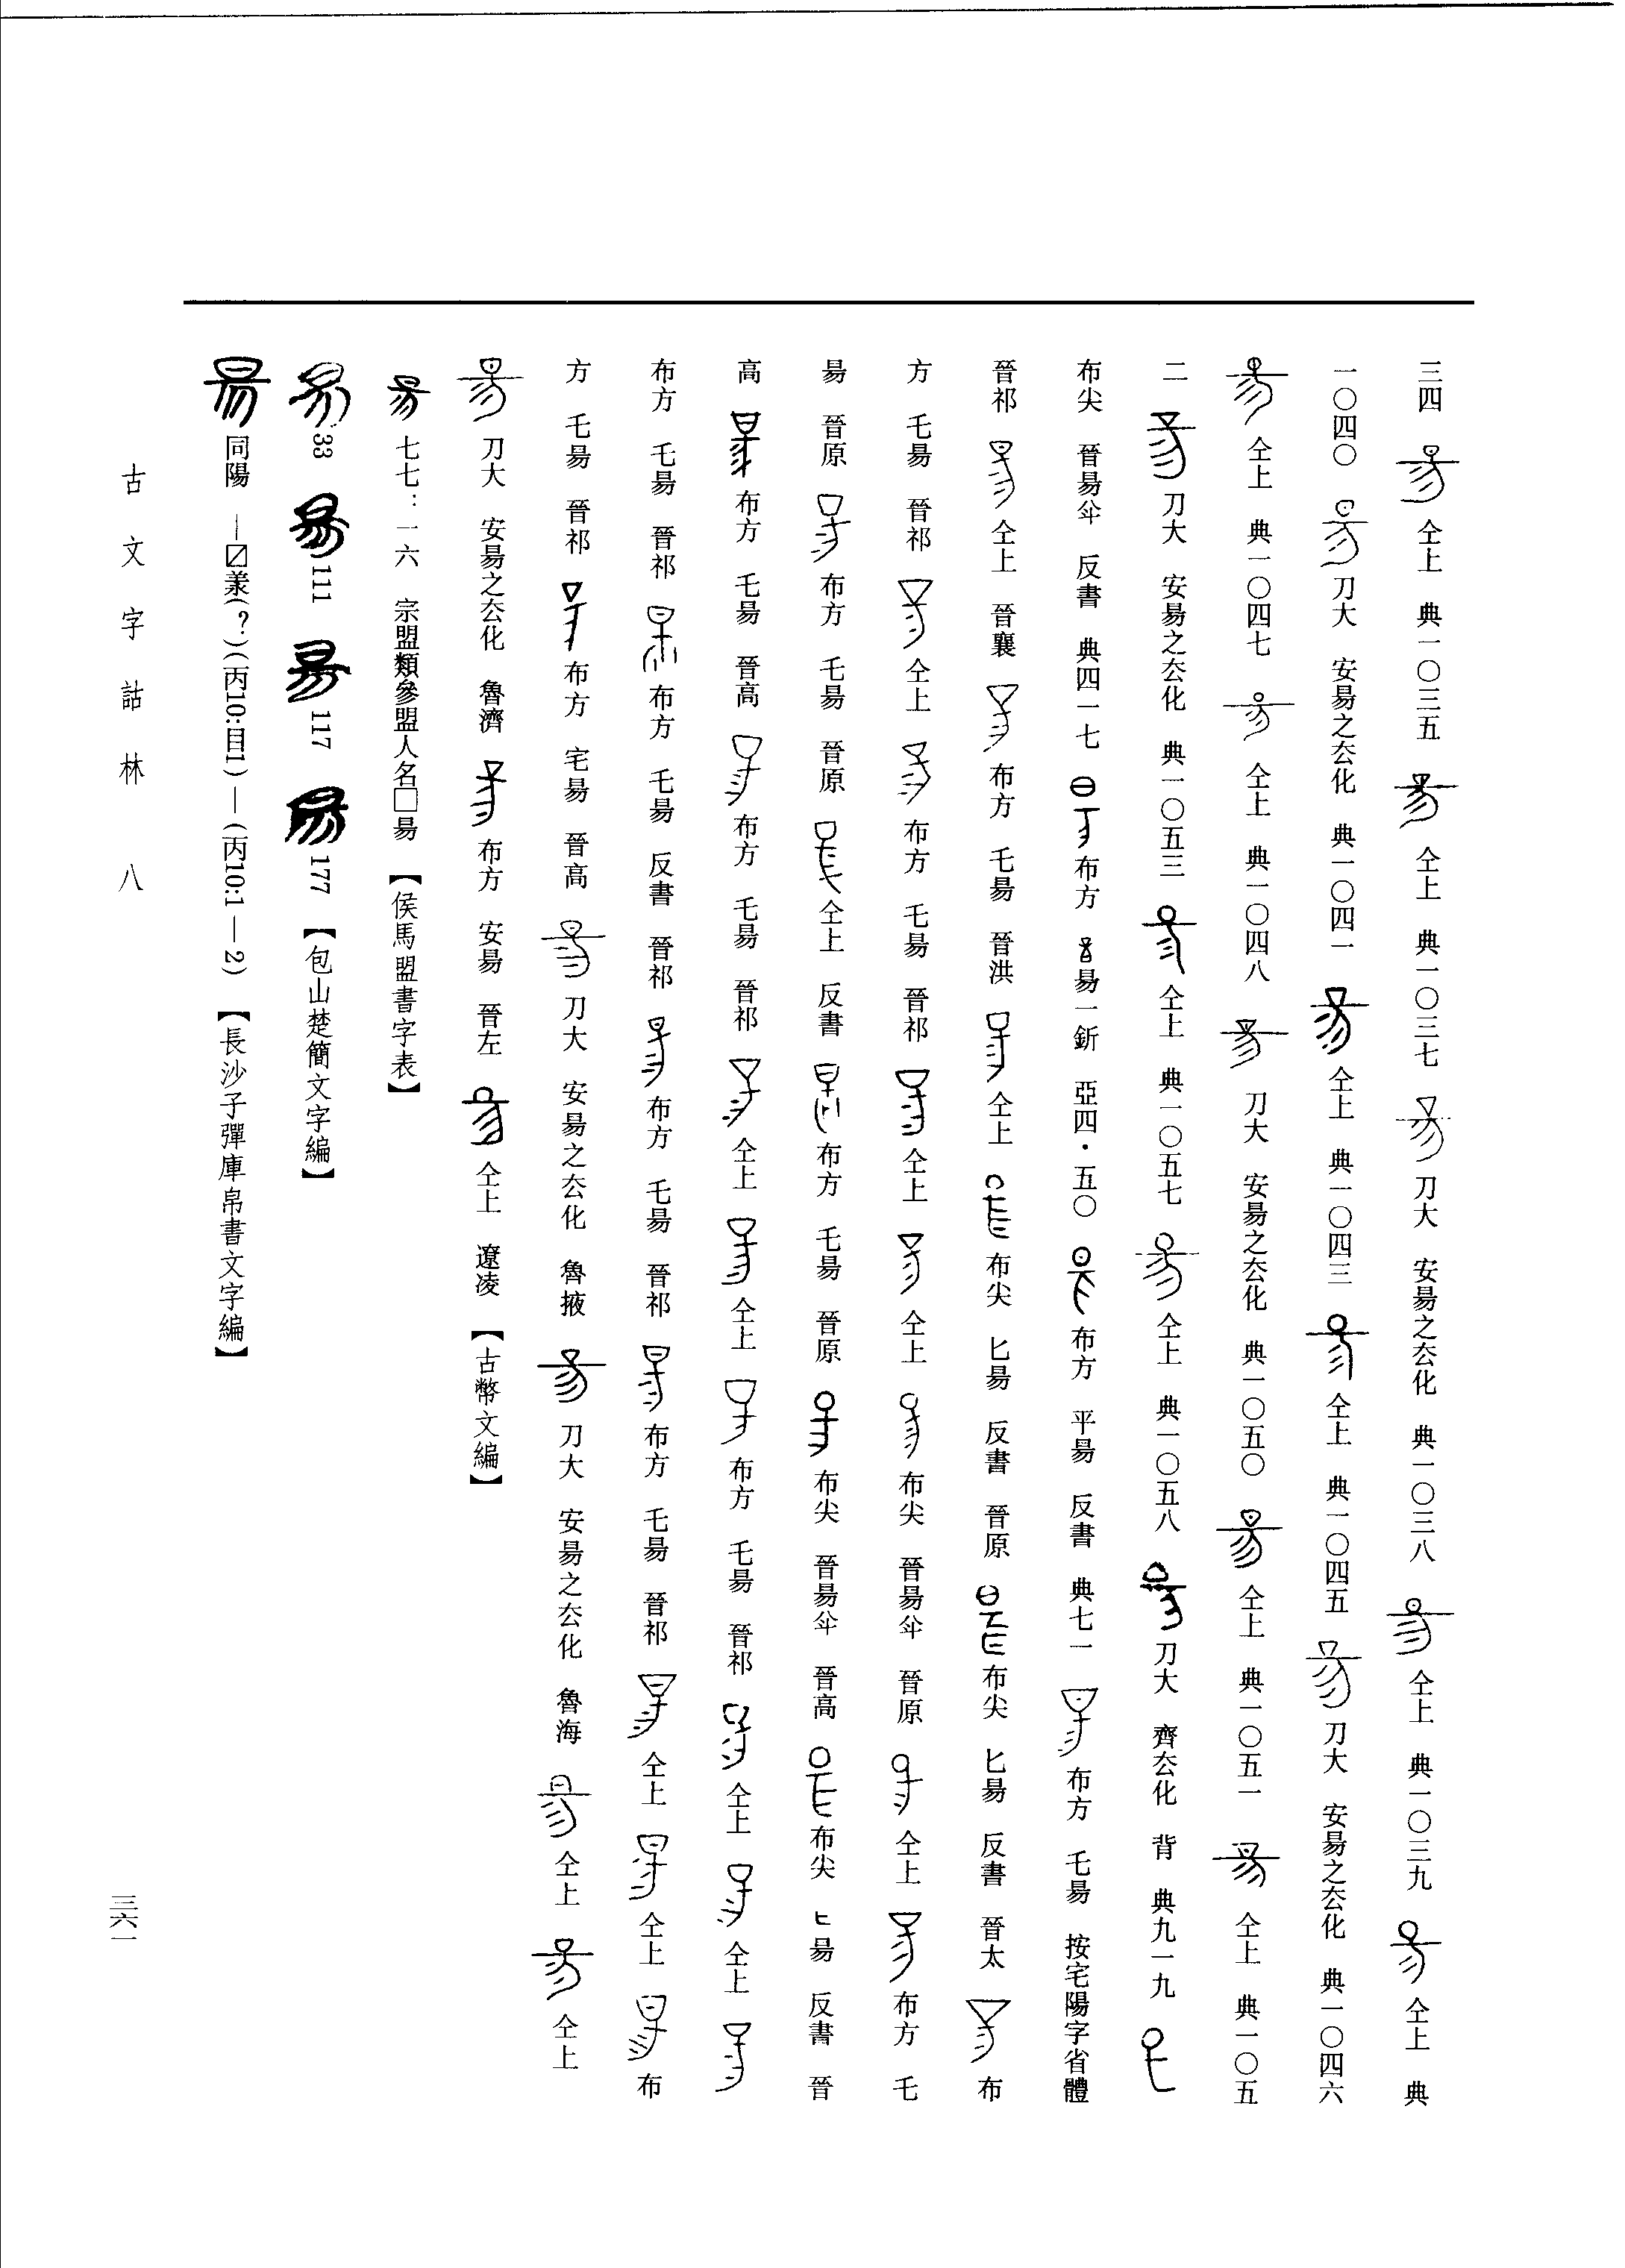 三四 仝上 典一〇三五 仝上 典一〇三七 刀大 安昜之厺化 典一〇三八 仝上 典一〇三九 仝上 典
一〇四〇 刀大 安昜之厺化 典一〇四一 仝上 典一〇四三 仝上 典一〇四五 刀大 安昜之厺化 典一〇四六
仝上 典一〇四七 仝上 典一〇四八 刀大 安昜之厺化 典一〇五〇 仝上 典一〇五一 仝上 典一〇五
二 刀大 安昜之厺化 典一〇五三 仝上 典一〇五七 仝上 典一〇五八 刀大 齊厺化 背 典九一九
布尖 晉昜 反書 典四一七 布方 昜一釿 亞四·五〇 布方 平昜 反書 典七一 布方 乇昜 按宅陽字省體
晉祁 仝上 晉襄 布方 乇昜 晉洪 仝上 布尖 匕昜 反書 晉原 布尖 匕昜 反書 晉太 布
方 乇昜 晉祁 仝上 布方 乇昜 晉祁 仝上 仝上 布尖 晉昜 晉原 仝上 布方 乇
昜 晉原 布方 乇昜 晉原 仝上 反書 布方 乇昜 晉原 布尖 晉昜 晉高 布尖 昜 反書 晉
高 布方 乇昜 晉高 布方 乇昜 晉祁 仝上 仝上 布方 乇昜 晉祁 仝上 仝上
布方 乇昜 晉祁 布方 乇昜 反書 晉祁 布方 乇昜 晉祁 布方 乇昜 晉祁 仝上 仝上 布
方 乇昜 晉祁 布方 宅昜 晉高 刀大 安昜之厺化 魯掖 刀大 安昜之厺化 魯海 仝上 仝上
刀大 安昜之厺化 魯濟 布方 安昜 晉左 仝上 遼凌 【古幣文編】
七七：一六 宗盟類參盟人名□昜 【侯馬盟書字表】
33 111 117 177 【包山楚簡文字編】
同陽 —〼羕(？)(丙10:目1)—(丙10:1—2) 【長沙子彈庫帛書文字編】
古文字詁林 八
三六一